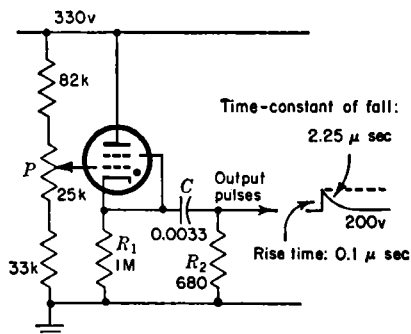 330v
82k
Time-constant of fall:
2.25 μ sec
P
25k
C
0.0033
Output
pulses
200v
Rise time: 0.1 μ sec
33k
R1
1M
R2
680